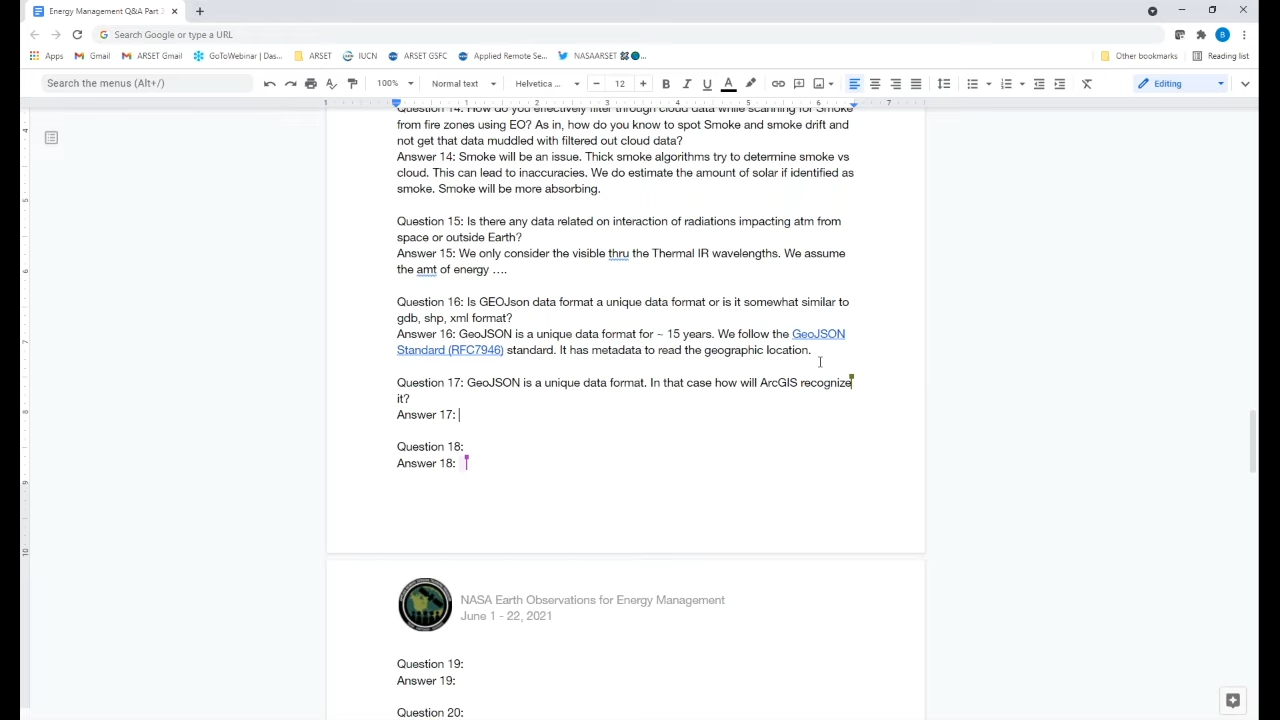 Energy Management Q&A Part 2
Search Google or type a URL
Apps Gmail ARSET Gmail GoToWebinar | Das... ARSET IUCN ARSET GSFC Applied Remote Se... NASAARSET Other bookmarks Reading list
Search the menus (Alt+/) 100% Normal text Helvetica ... 12 B I U A Editing
1 1 2 3 4 5 6 7
Question 14: How do you effectively filter through cloud data while scanning for Smoke
from fire zones using EO? As in, how do you know to spot Smoke and smoke drift and
not get that data muddled with filtered out cloud data?
Answer 14: Smoke will be an issue. Thick smoke algorithms try to determine smoke vs
cloud. This can lead to inaccuracies. We do estimate the amount of solar if identified as
smoke. Smoke will be more absorbing.
Question 15: Is there any data related on interaction of radiations impacting atm from
space or outside Earth?
Answer 15: We only consider the visible thru the Thermal IR wavelengths. We assume
the amt of energy ....
Question 16: Is GEOJson data format a unique data format or is it somewhat similar to
gdb, shp, xml format?
Answer 16: GeoJSON is a unique data format for ~ 15 years. We follow the GeoJSON
Standard (RFC7946) standard. It has metadata to read the geographic location.
Question 17: GeoJSON is a unique data format. In that case how will ArcGIS recognize
it?
Answer 17:
Question 18:
Answer 18:
NASA Earth Observations for Energy Management
June 1 - 22, 2021
Question 19:
Answer 19:
Question 20: